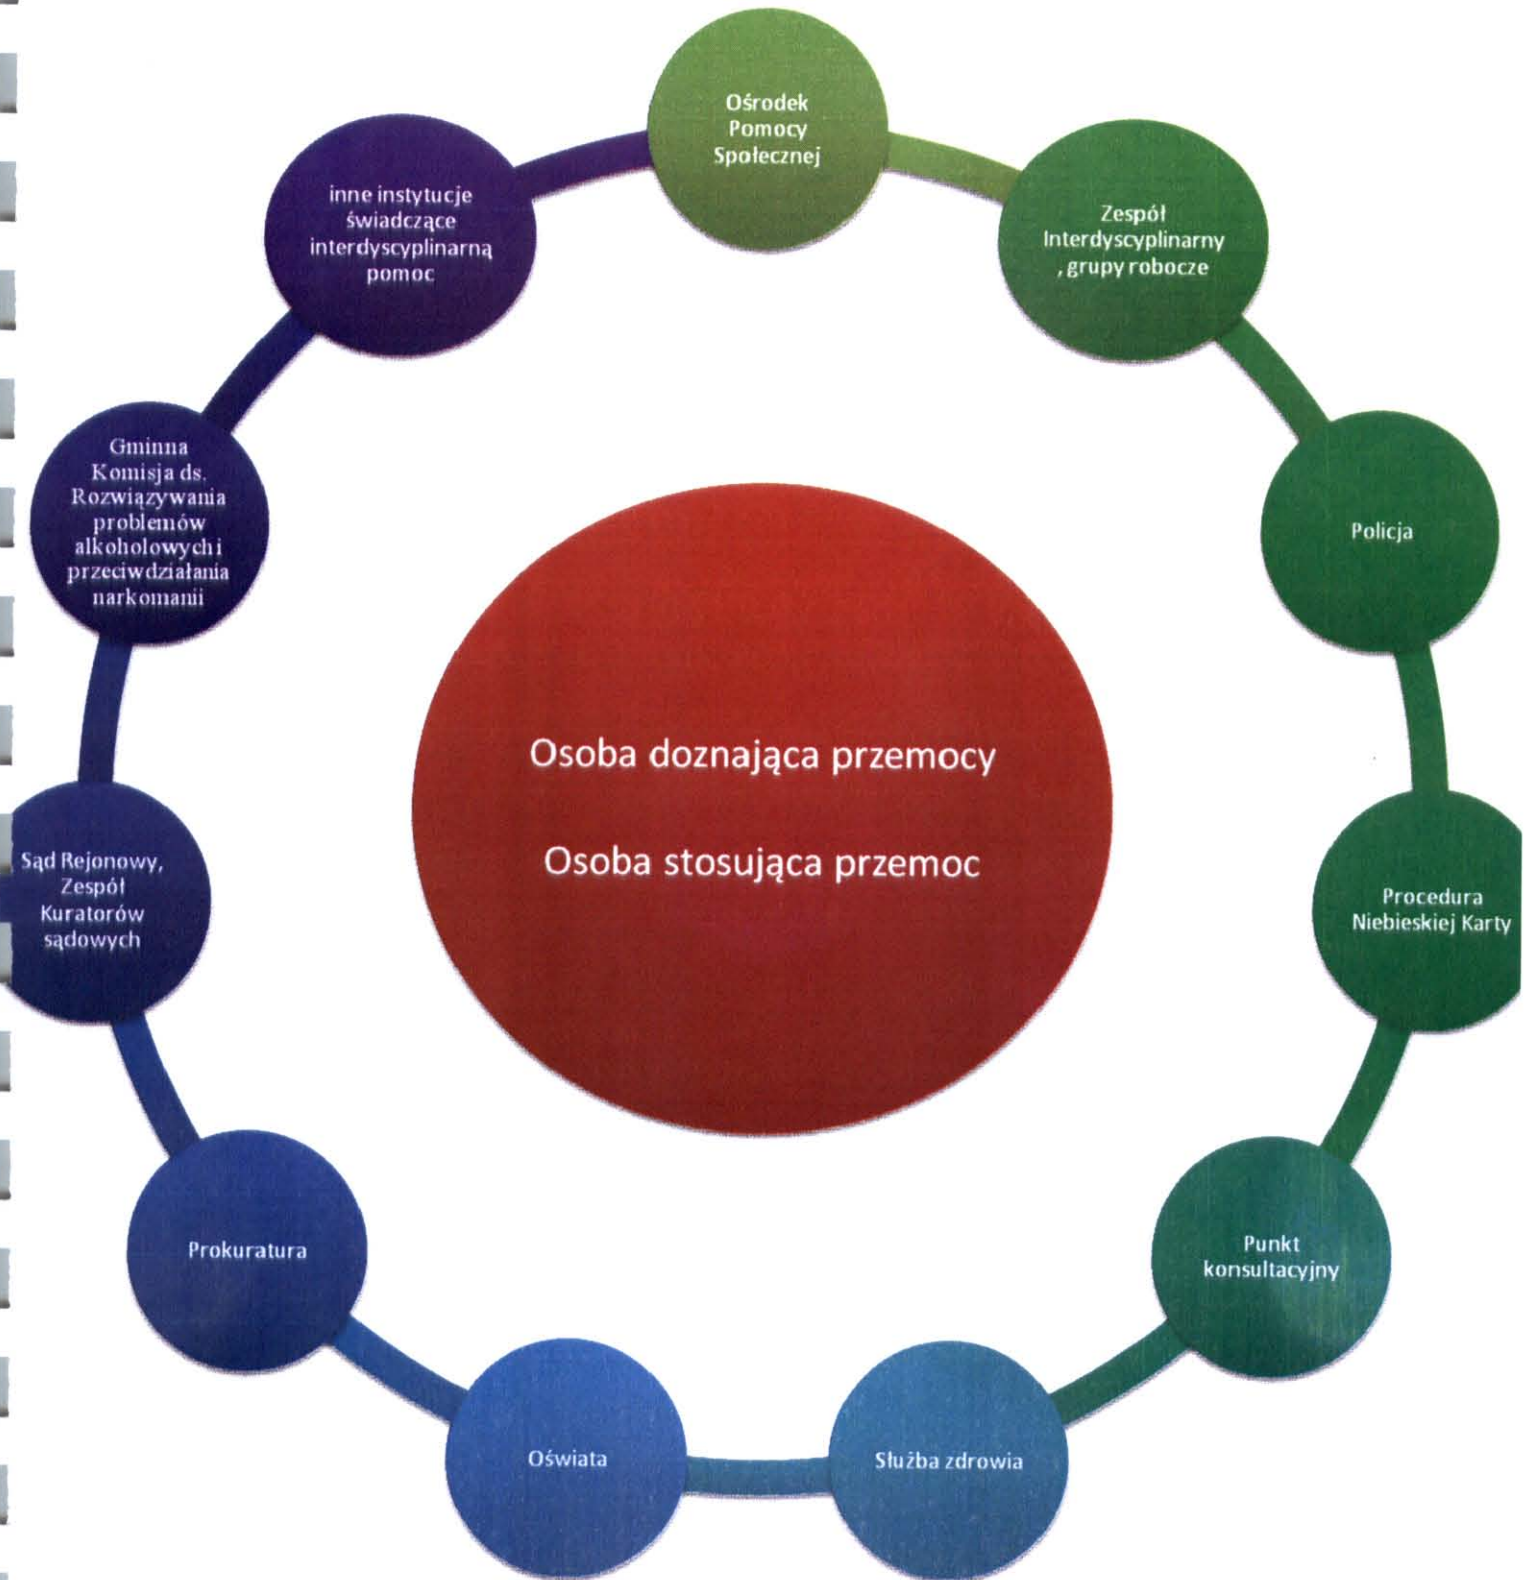 Ośrodek
Pomocy
Społecznej
Zespół
Interdyscyplinarny
, grupy robocze
Policja
Procedura
Niebieskiej Karty
Punkt
konsultacyjny
Służba zdrowia
Oświata
Prokuratura
Sąd Rejonowy,
Zespół
Kuratorów
sądowych
Gminna
Komisja ds.
Rozwiązywania
problemów
alkoholowych i
przeciwdziałania
narkomanii
inne instytucje
świadczące
interdyscyplinarną
pomoc
Osoba doznająca przemocy
Osoba stosująca przemoc